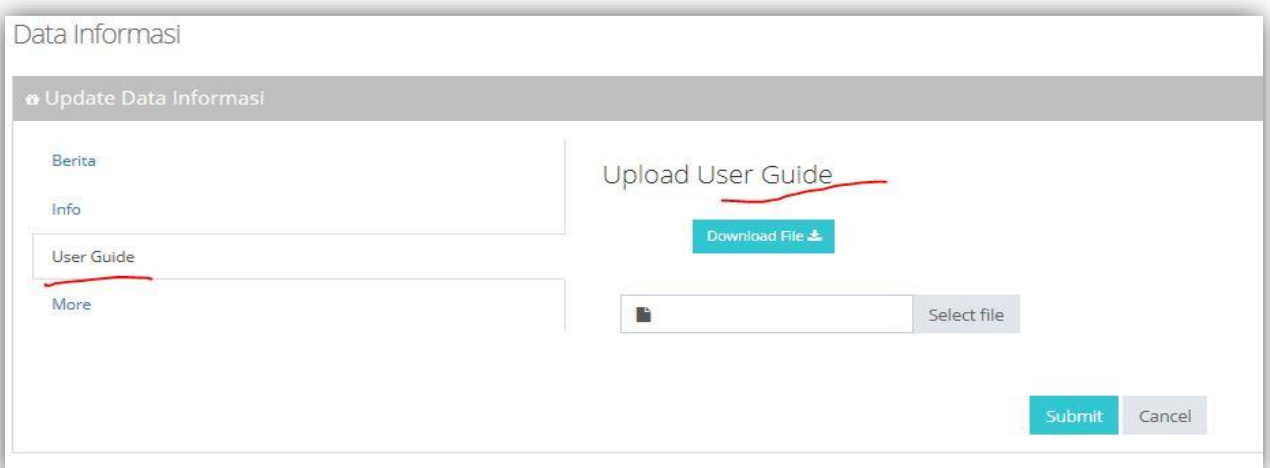 Data Informasi
Update Data Informasi
Berita
Info
User Guide
More
Upload User Guide
Download File
Select file
Submit
Cancel